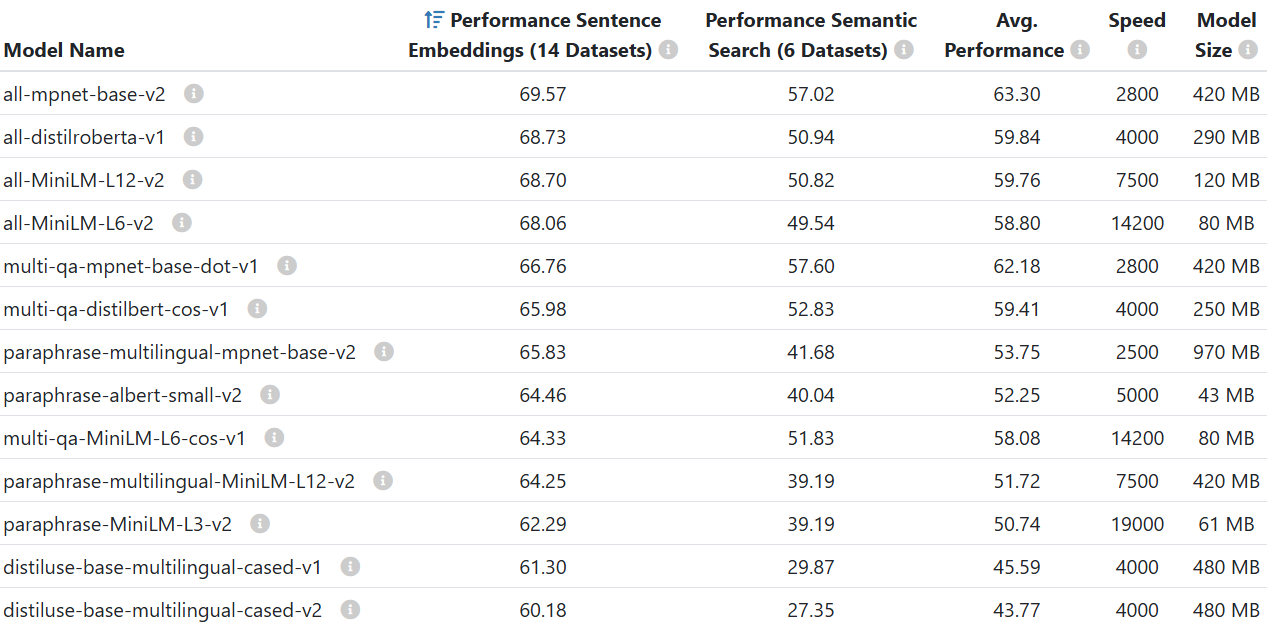 Model Name Performance Sentence Embeddings (14 Datasets) Performance Semantic Search (6 Datasets) Avg. Performance Speed Model Size
all-mpnet-base-v2 69.57 57.02 63.30 2800 420 MB
all-distilroberta-v1 68.73 50.94 59.84 4000 290 MB
all-MiniLM-L12-v2 68.70 50.82 59.76 7500 120 MB
all-MiniLM-L6-v2 68.06 49.54 58.80 14200 80 MB
multi-qa-mpnet-base-dot-v1 66.76 57.60 62.18 2800 420 MB
multi-qa-distilbert-cos-v1 65.98 52.83 59.41 4000 250 MB
paraphrase-multilingual-mpnet-base-v2 65.83 41.68 53.75 2500 970 MB
paraphrase-albert-small-v2 64.46 40.04 52.25 5000 43 MB
multi-qa-MiniLM-L6-cos-v1 64.33 51.83 58.08 14200 80 MB
paraphrase-multilingual-MiniLM-L12-v2 64.25 39.19 51.72 7500 420 MB
paraphrase-MiniLM-L3-v2 62.29 39.19 50.74 19000 61 MB
distiluse-base-multilingual-cased-v1 61.30 29.87 45.59 4000 480 MB
distiluse-base-multilingual-cased-v2 60.18 27.35 43.77 4000 480 MB